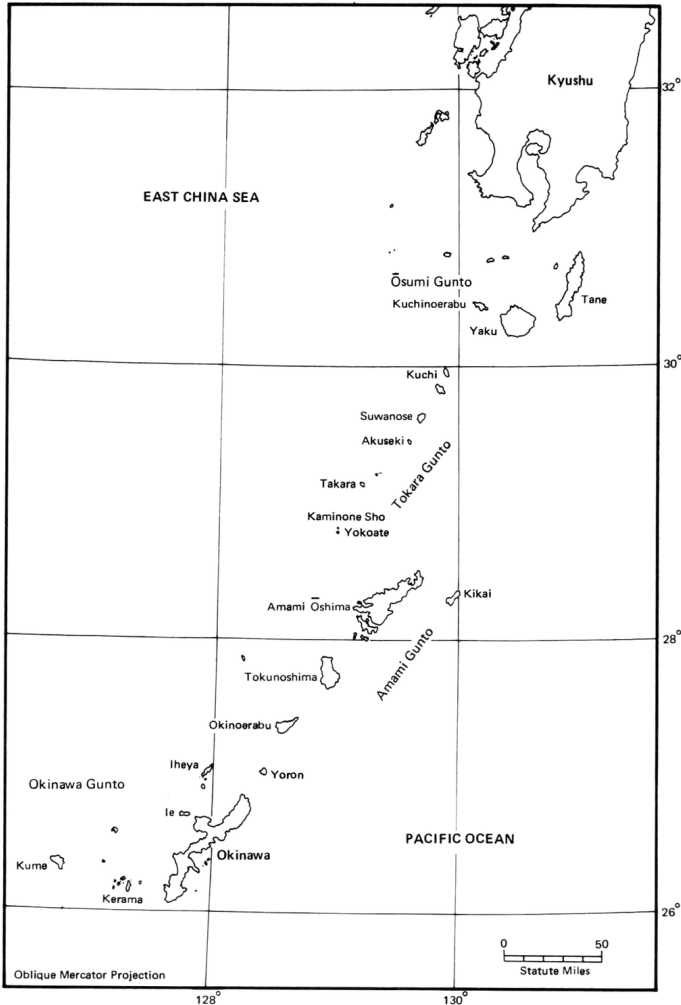 Kyushu
32°
EAST CHINA SEA
Ōsumi Gunto
Kuchinoerabu
Tane
Yaku
30°
Kuchi
Suwanose
Akuseki
Tokara Gunto
Takara
Kaminone Sho
Yokoate
Kikai
Amami Ōshima
28°
Amami Gunto
Tokunoshima
Okinoerabu
Iheya
Yoron
Okinawa Gunto
Ie
PACIFIC OCEAN
Okinawa
Kume
Kerama
26°
0 50
Statute Miles
Oblique Mercator Projection
128° 130°